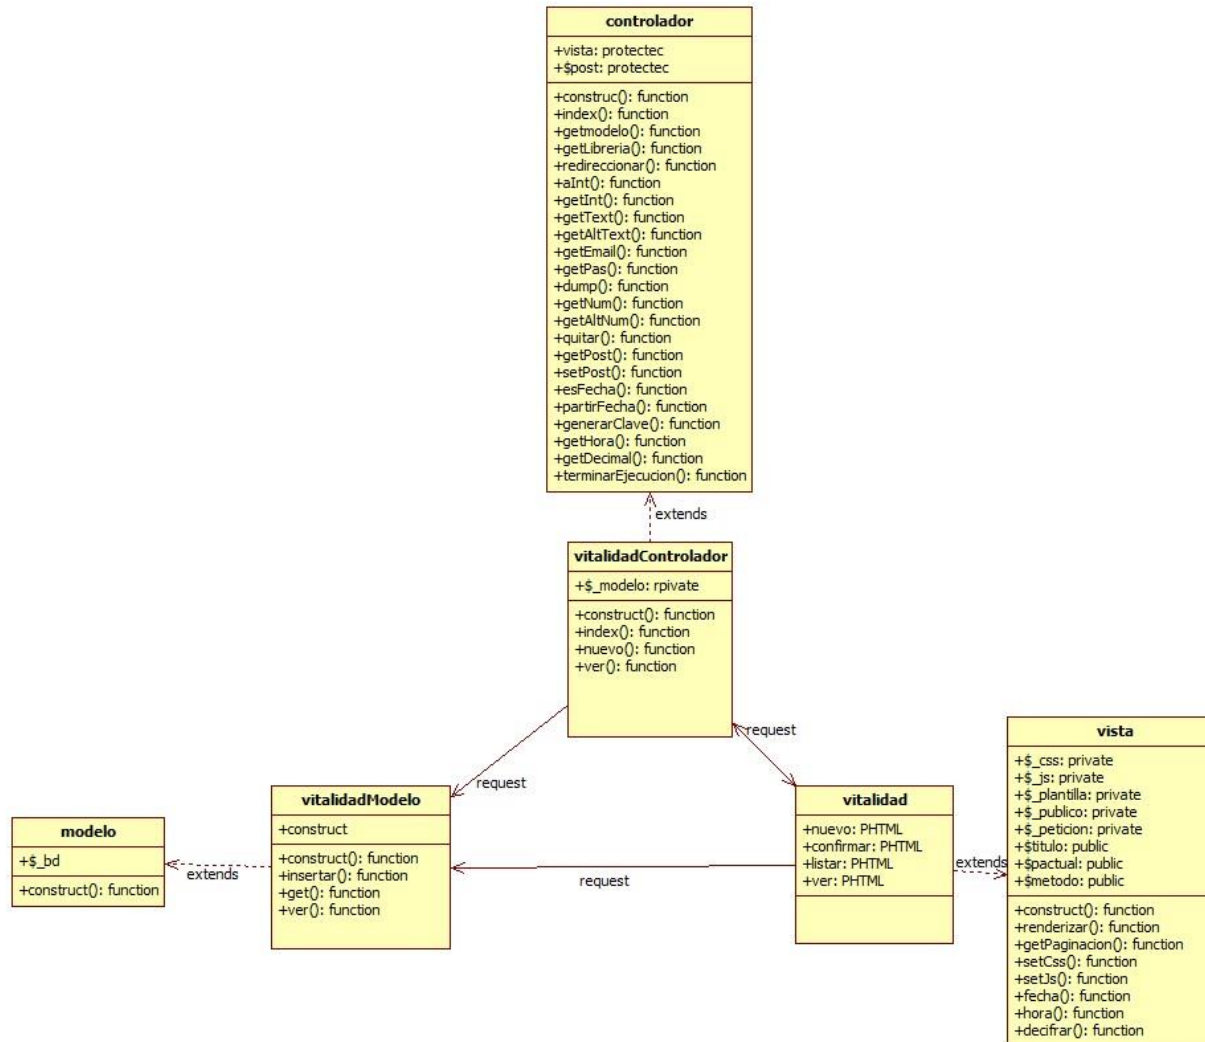 controlador
+vista: protectec
+$post: protectec
+construc(): function
+index(): function
+getmodelo(): function
+getLibreria(): function
+redireccionar(): function
+aInt(): function
+getInt(): function
+getText(): function
+getAltText(): function
+getEmail(): function
+getPas(): function
+dump(): function
+getNum(): function
+getAltNum(): function
+quitar(): function
+getPost(): function
+setPost(): function
+esFecha(): function
+partirFecha(): function
+generarClave(): function
+getHora(): function
+getDecimal(): function
+terminarEjecucion(): function
extends
vitalidadControlador
+$_modelo: rpivate
+construct(): function
+index(): function
+nuevo(): function
+ver(): function
request
request
modelo
+$_bd
+construct(): function
extends
vitalidadModelo
+construct
+construct(): function
+insertar(): function
+get(): function
+ver(): function
request
vitalidad
+nuevo: PHTML
+confirmar: PHTML
+listar: PHTML
+ver: PHTML
extends
vista
+$_css: private
+$_js: private
+$_plantilla: private
+$_publico: private
+$_peticion: private
+$titulo: public
+$pactual: public
+$metodo: public
+construct(): function
+renderizar(): function
+getPaginacion(): function
+setCss(): function
+setJs(): function
+fecha(): function
+hora(): function
+decifrar(): function